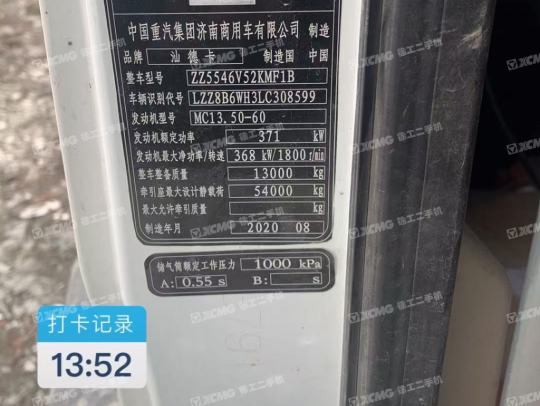 中国重汽集团济南商用车有限公司 制造
品牌 汕德卡 制造国 中国
整车型号 ZZ5546V52KMF1B
车辆识别代号 LZZ8B6WH3LC308599
发动机型号 MC13.50-60
发动机额定功率 371 kW
发动机最大净功率/转速 368 kW/1800 r/min
整车整备质量 13000 kg
牵引座最大设计静载荷 54000 kg
最大允许牵引质量 kg
制造年月 2020 08
储气筒额定工作压力 1000 kPa
A: 0.55 s B: s
打卡记录
13:52
XCMG 徐工二手机